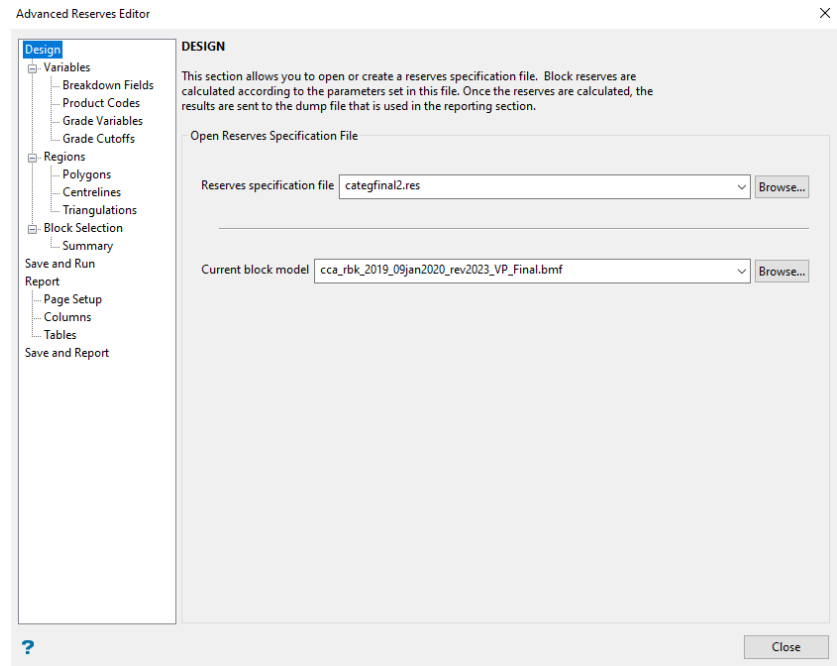 Advanced Reserves Editor
Design
Variables
Breakdown Fields
Product Codes
Grade Variables
Grade Cutoffs
Regions
Polygons
Centrelines
Triangulations
Block Selection
Summary
Save and Run
Report
Page Setup
Columns
Tables
Save and Report
DESIGN
This section allows you to open or create a reserves specification file.  Block reserves are
calculated according to the parameters set in this file. Once the reserves are calculated, the
results are sent to the dump file that is used in the reporting section.
Open Reserves Specification File
Reserves specification file categfinal2.res Browse...
Current block model cca_rbk_2019_09jan2020_rev2023_VP_Final.bmf Browse...
? Close